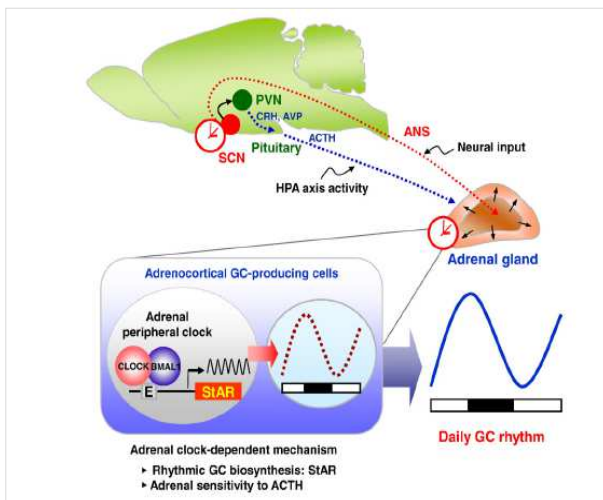 PVN
CRH, AVP
SCN
Pituitary
ACTH
ANS
Neural input
HPA axis activity
Adrenal gland
Adrenocortical GC-producing cells
Adrenal
peripheral clock
CLOCK
BMAL1
E
StAR
Daily GC rhythm
Adrenal clock-dependent mechanism
Rhythmic GC biosynthesis: StAR
Adrenal sensitivity to ACTH